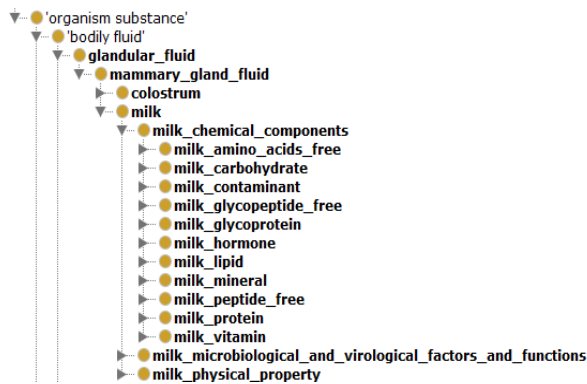 'organism substance'
'bodily fluid'
glandular_fluid
mammary_gland_fluid
colostrum
milk
milk_chemical_components
milk_amino_acids_free
milk_carbohydrate
milk_contaminant
milk_glycopeptide_free
milk_glycoprotein
milk_hormone
milk_lipid
milk_mineral
milk_peptide_free
milk_protein
milk_vitamin
milk_microbiological_and_virological_factors_and_functions
milk_physical_property